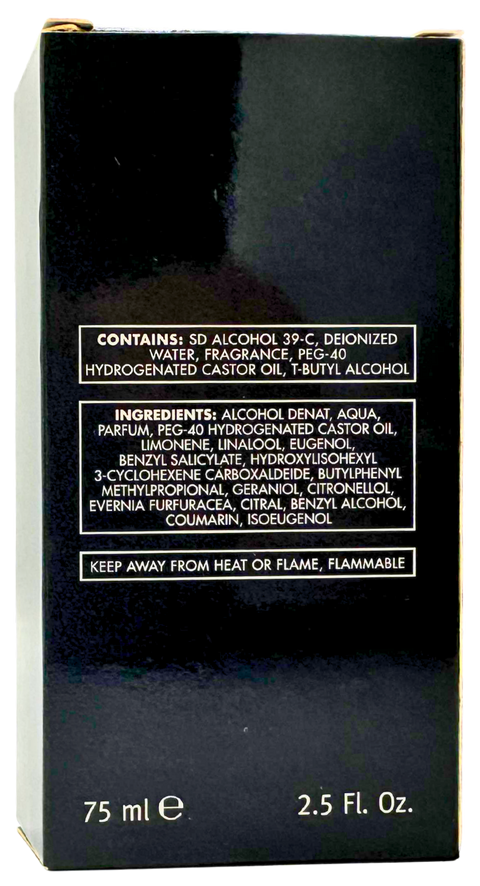 CONTAINS: SD ALCOHOL 39-C, DEIONIZED
WATER, FRAGRANCE, PEG-40
HYDROGENATED CASTOR OIL, T-BUTYL ALCOHOL
INGREDIENTS: ALCOHOL DENAT, AQUA,
PARFUM, PEG-40 HYDROGENATED CASTOR OIL,
LIMONENE, LINALOOL, EUGENOL,
BENZYL SALICYLATE, HYDROXYLISOHEXYL
3-CYCLOHEXENE CARBOXALDEIDE, BUTYLPHENYL
METHYLPROPIONAL, GERANIOL, CITRONELLOL,
EVERNIA FURFURACEA, CITRAL, BENZYL ALCOHOL,
COUMARIN, ISOEUGENOL
KEEP AWAY FROM HEAT OR FLAME, FLAMMABLE
75 ml ℮ 2.5 Fl. Oz.